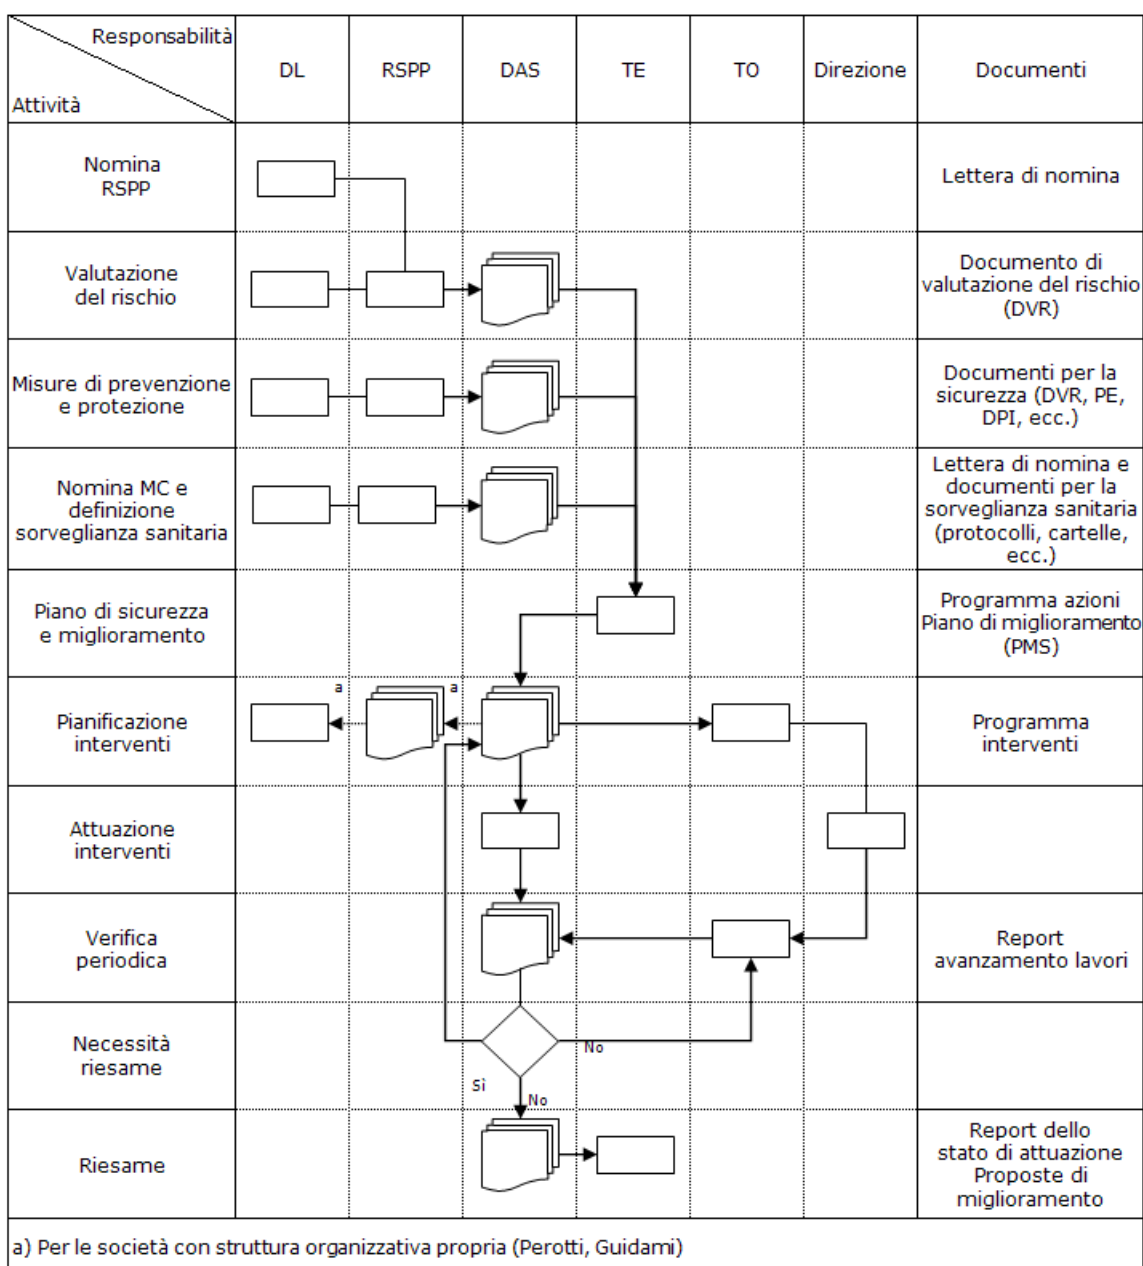 Responsabilità
Attività
DL
RSPP
DAS
TE
TO
Direzione
Documenti
Nomina
RSPP
Lettera di nomina
Valutazione
del rischio
Documento di
valutazione del rischio
(DVR)
Misure di prevenzione
e protezione
Documenti per la
sicurezza (DVR, PE,
DPI, ecc.)
Nomina MC e
definizione
sorveglianza sanitaria
Lettera di nomina e
documenti per la
sorveglianza sanitaria
(protocolli, cartelle,
ecc.)
Piano di sicurezza
e miglioramento
Programma azioni
Piano di miglioramento
(PMS)
Pianificazione
interventi
a
a
Programma
interventi
Attuazione
interventi
Verifica
periodica
Report
avanzamento lavori
Necessità
riesame
No
Sì
No
Riesame
Report dello
stato di attuazione
Proposte di
miglioramento
a) Per le società con struttura organizzativa propria (Perotti, Guidami)